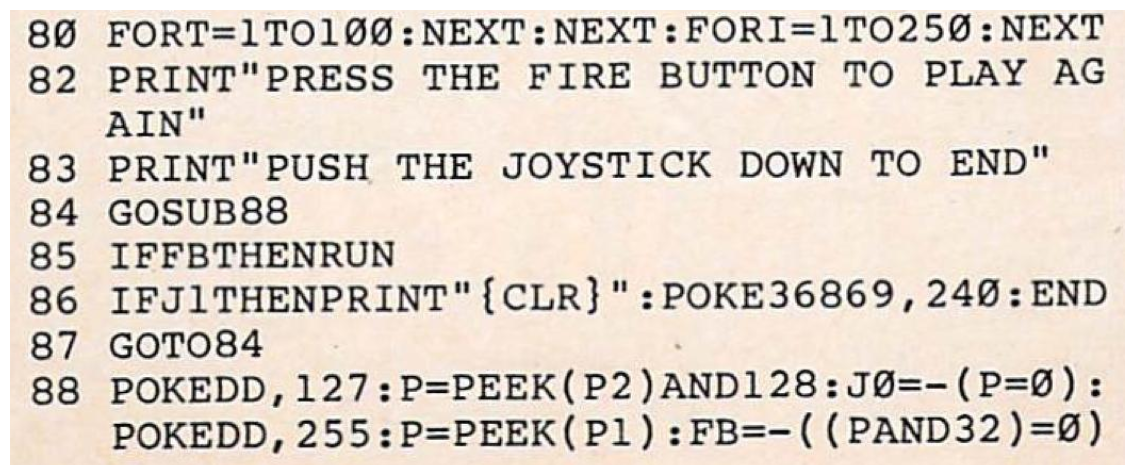 80 FORT=1TO100:NEXT:NEXT:FORI=1TO250:NEXT
82 PRINT"PRESS THE FIRE BUTTON TO PLAY AG
AIN"
83 PRINT"PUSH THE JOYSTICK DOWN TO END"
84 GOSUB88
85 IFFBTHENRUN
86 IFJ1THENPRINT"{CLR}":POKE36869,240:END
87 GOTO84
88 POKEDD,127:P=PEEK(P2)AND128:J0=-(P=0):
POKEDD,255:P=PEEK(P1):FB=-((PAND32)=0)